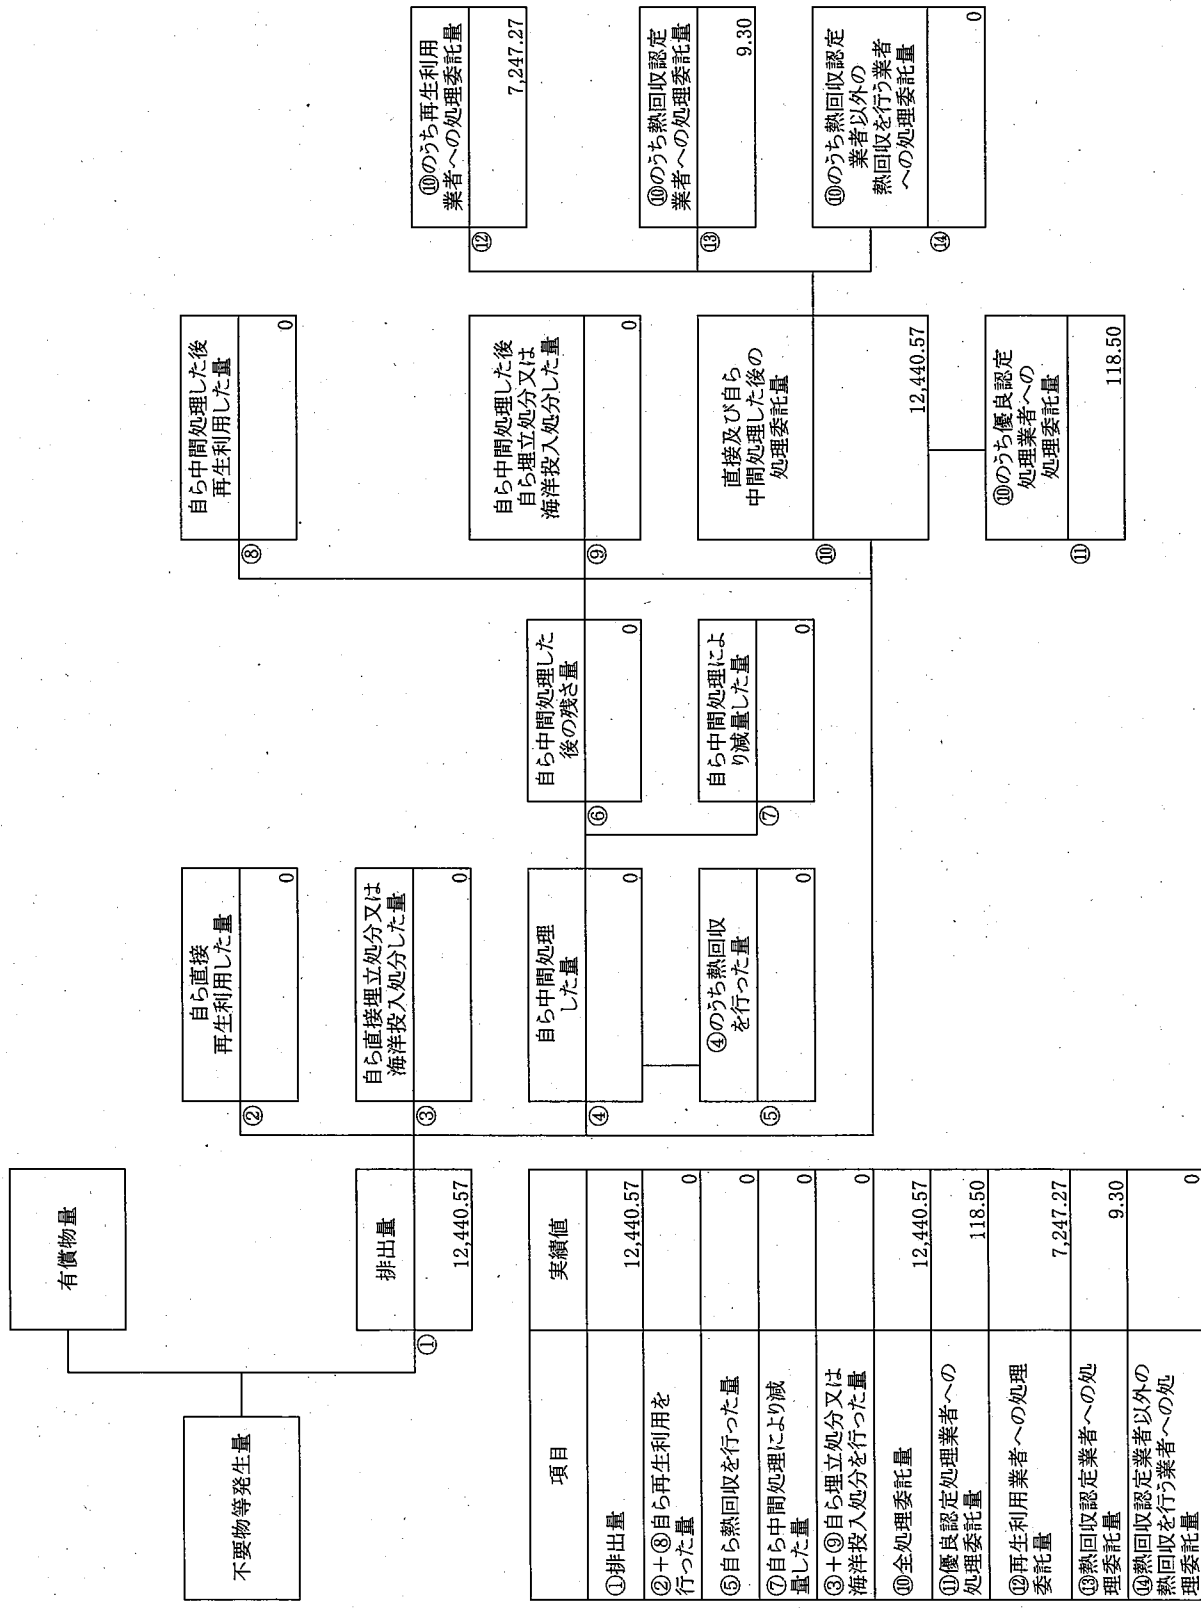 有償物量
不要物等発生量
①
排出量
12,440.57
②
自ら直接
再生利用した量
0
③
自ら直接埋立処分又は
海洋投入処分した量
0
④
自ら中間処理
した量
0
⑤
④のうち熱回収
を行った量
0
⑥
自ら中間処理した
後の残さ量
0
⑦
自ら中間処理によ
り減量した量
0
⑧
自ら中間処理した後
再生利用した量
0
⑨
自ら中間処理した後
自ら埋立処分又は
海洋投入処分した量
0
⑩
直接及び自ら
中間処理した後の
処理委託量
12,440.57
⑪
⑩のうち優良認定
処理業者への
処理委託量
118.50
⑫
⑩のうち再生利用
業者への処理委託量
7,247.27
⑬
⑩のうち熱回収認定
業者への処理委託量
9.30
⑭
⑩のうち熱回収認定
業者以外の
熱回収を行う業者
への処理委託量
0
項目 実績値
①排出量 12,440.57
②+⑧自ら再生利用を
行った量 0
⑤自ら熱回収を行った量 0
⑦自ら中間処理により減
量した量 0
③+⑨自ら埋立処分又は
海洋投入処分を行った量 0
⑩全処理委託量 12,440.57
⑪優良認定処理業者への
処理委託量 118.50
⑫再生利用業者への処理
委託量 7,247.27
⑬熱回収認定業者への処
理委託量 9.30
⑭熱回収認定業者以外の
熱回収を行う業者への処
理委託量 0